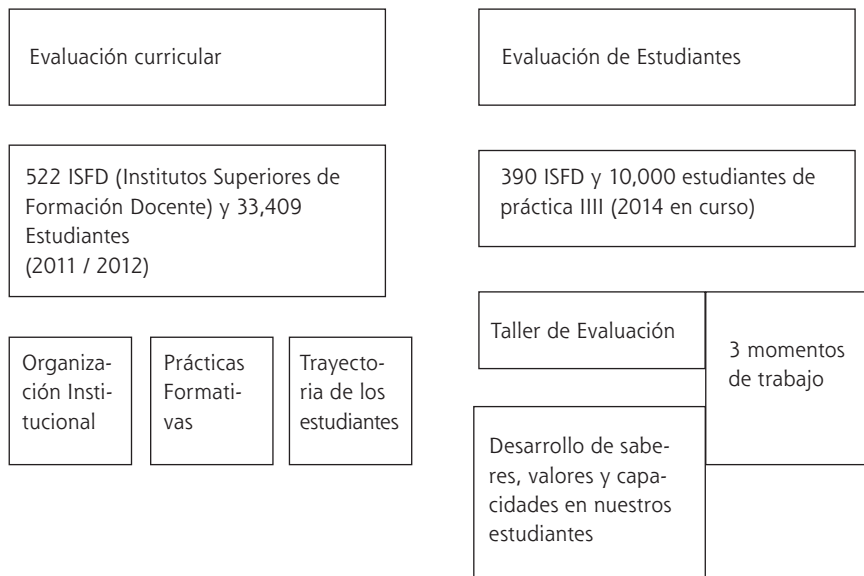 Evaluación curricular
522 ISFD (Institutos Superiores de
Formación Docente) y 33,409
Estudiantes
(2011 / 2012)
Organiza-
ción Insti-
tucional
Prácticas
Formati-
vas
Trayecto-
ria de los
estudiantes
Evaluación de Estudiantes
390 ISFD y 10,000 estudiantes de
práctica IIII (2014 en curso)
Taller de Evaluación
3 momentos
de trabajo
Desarrollo de sabe-
res, valores y capa-
cidades en nuestros
estudiantes